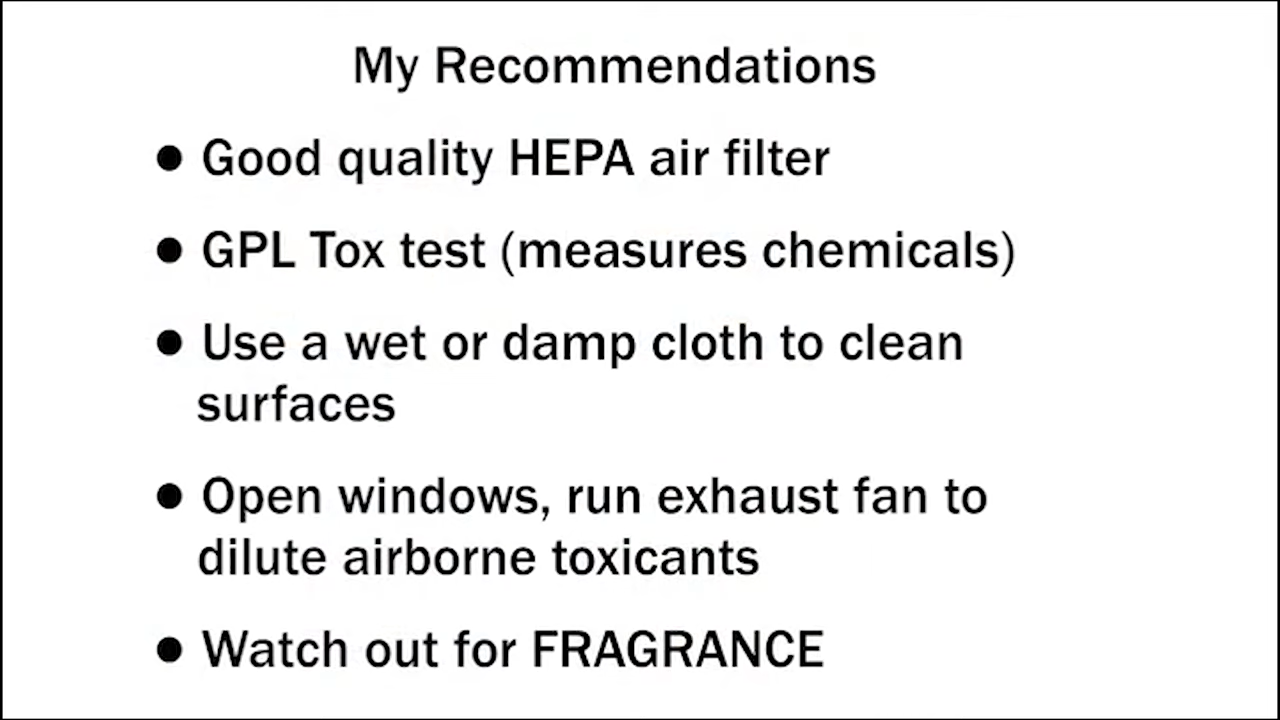 My Recommendations
● Good quality HEPA air filter
● GPL Tox test (measures chemicals)
● Use a wet or damp cloth to clean
surfaces
● Open windows, run exhaust fan to
dilute airborne toxicants
● Watch out for FRAGRANCE